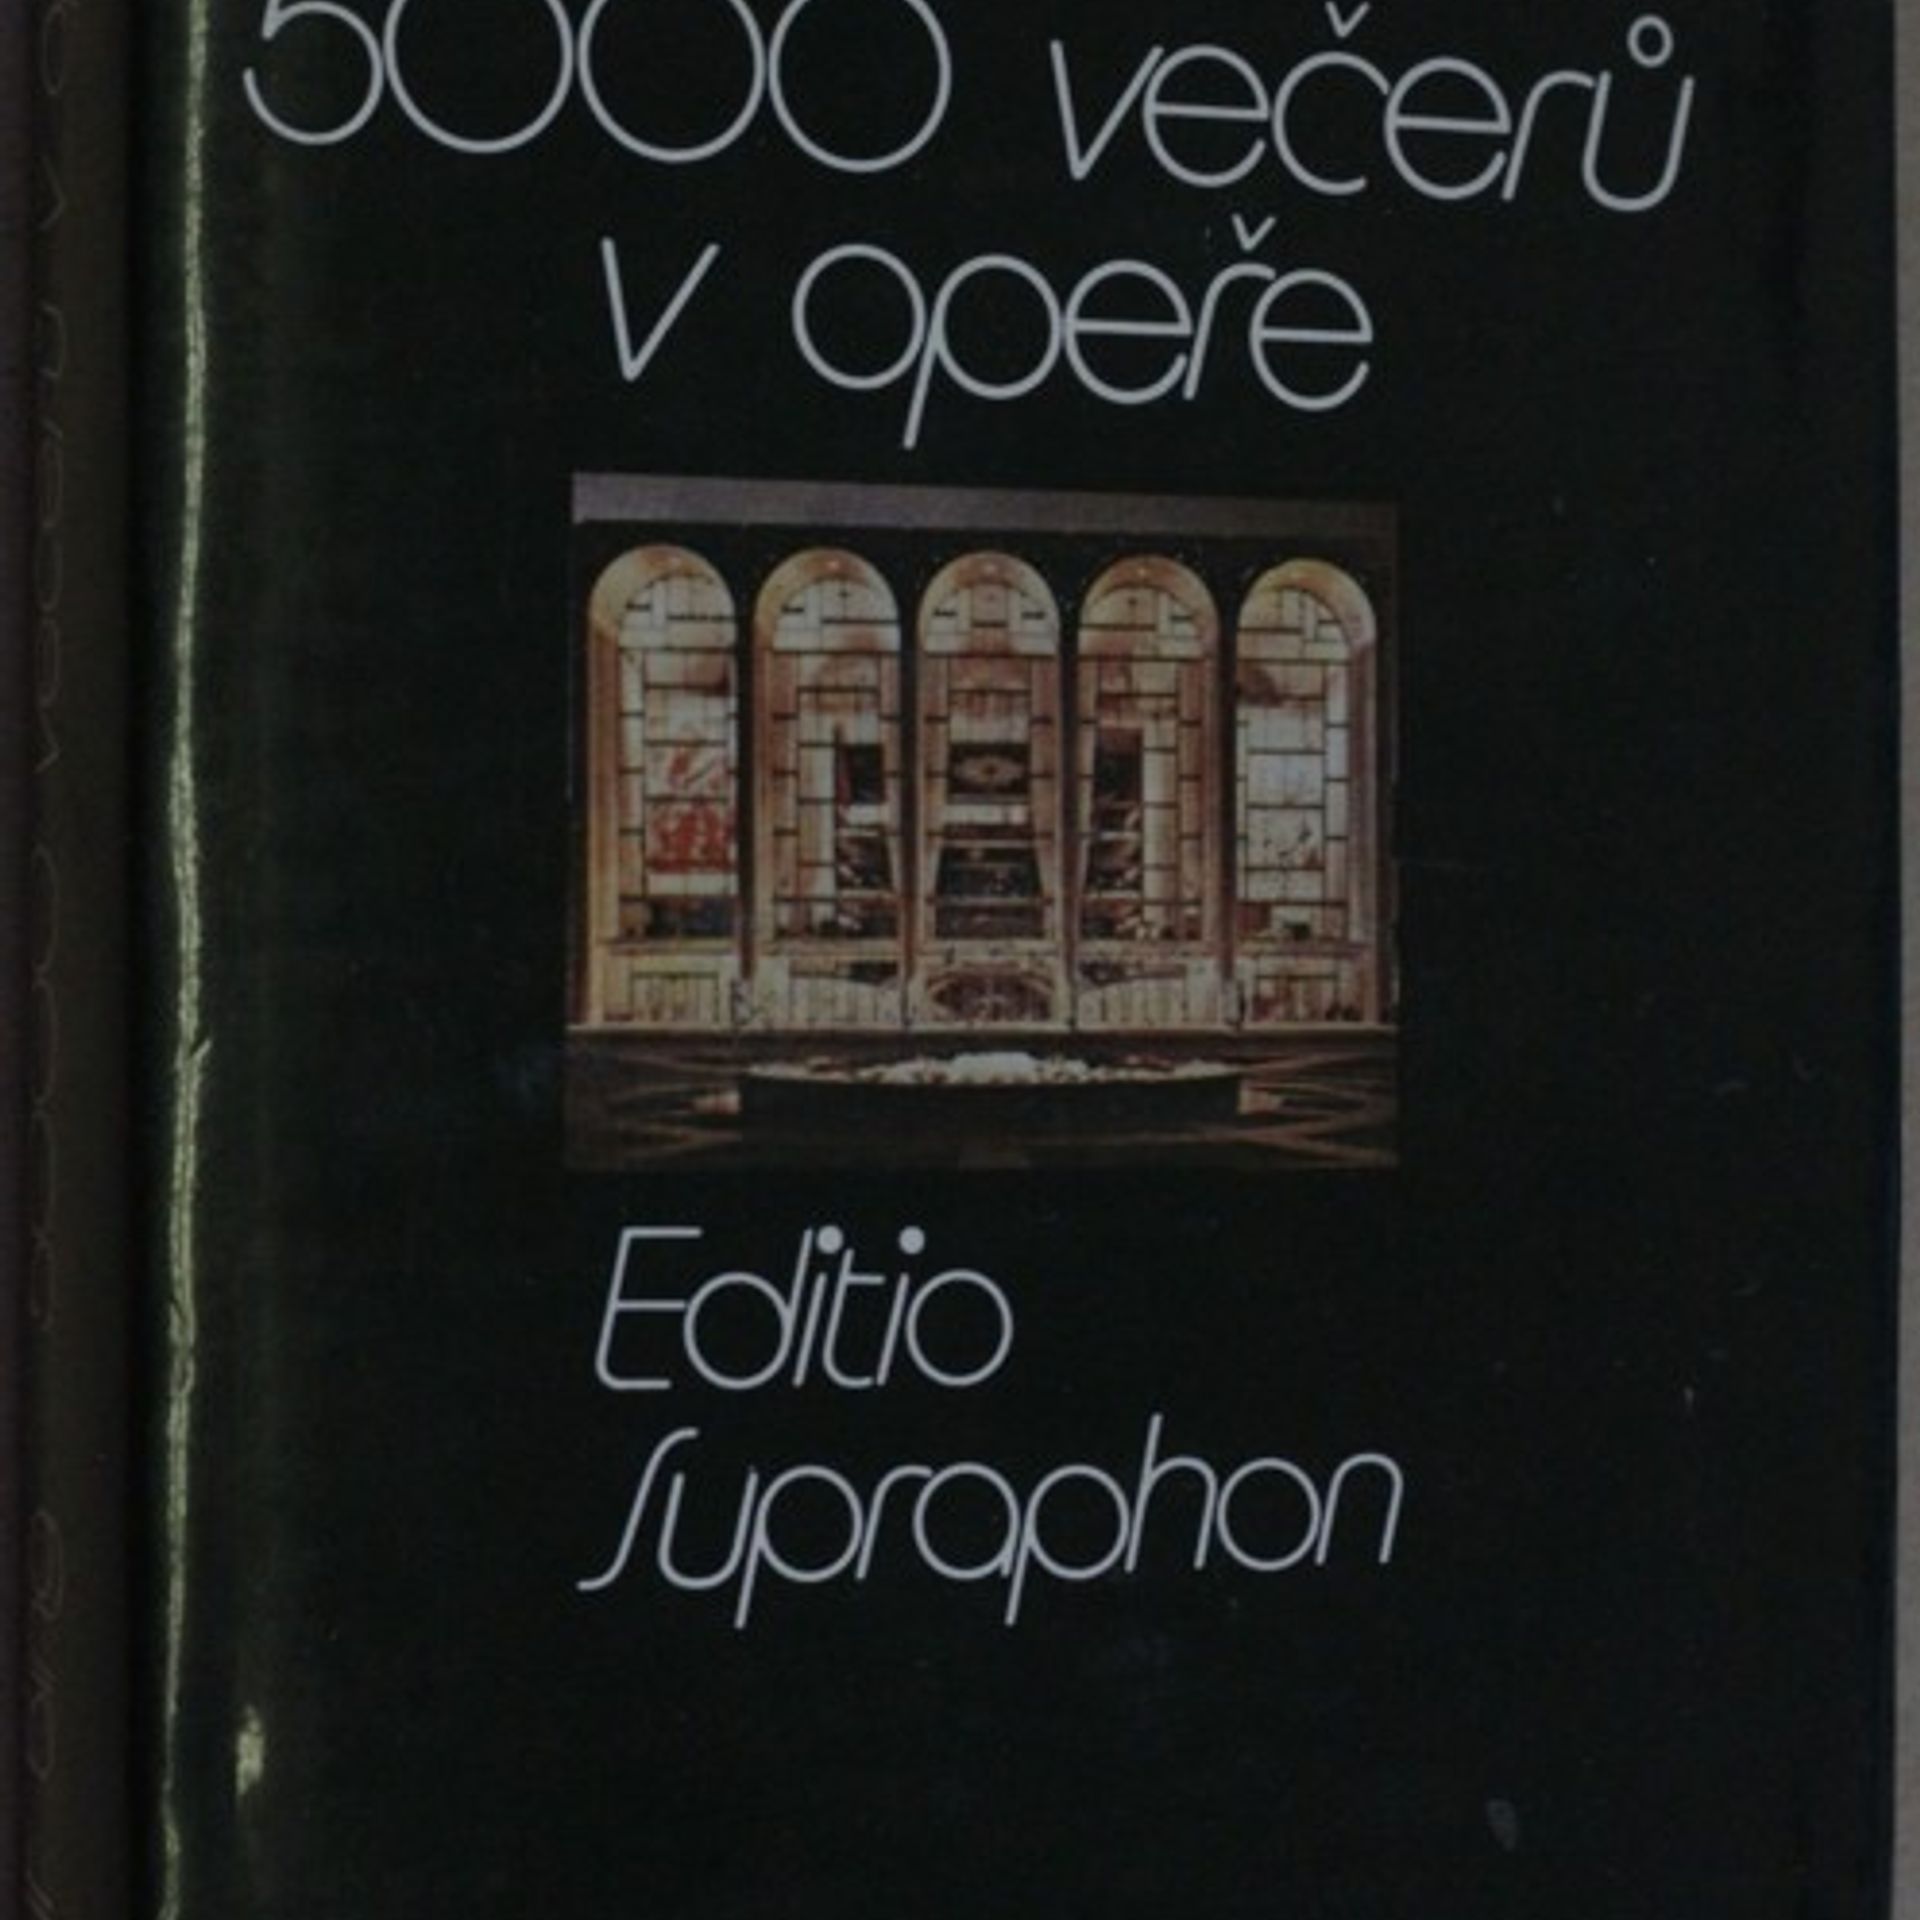 5000 večerů
v opeře
Editio
Supraphon